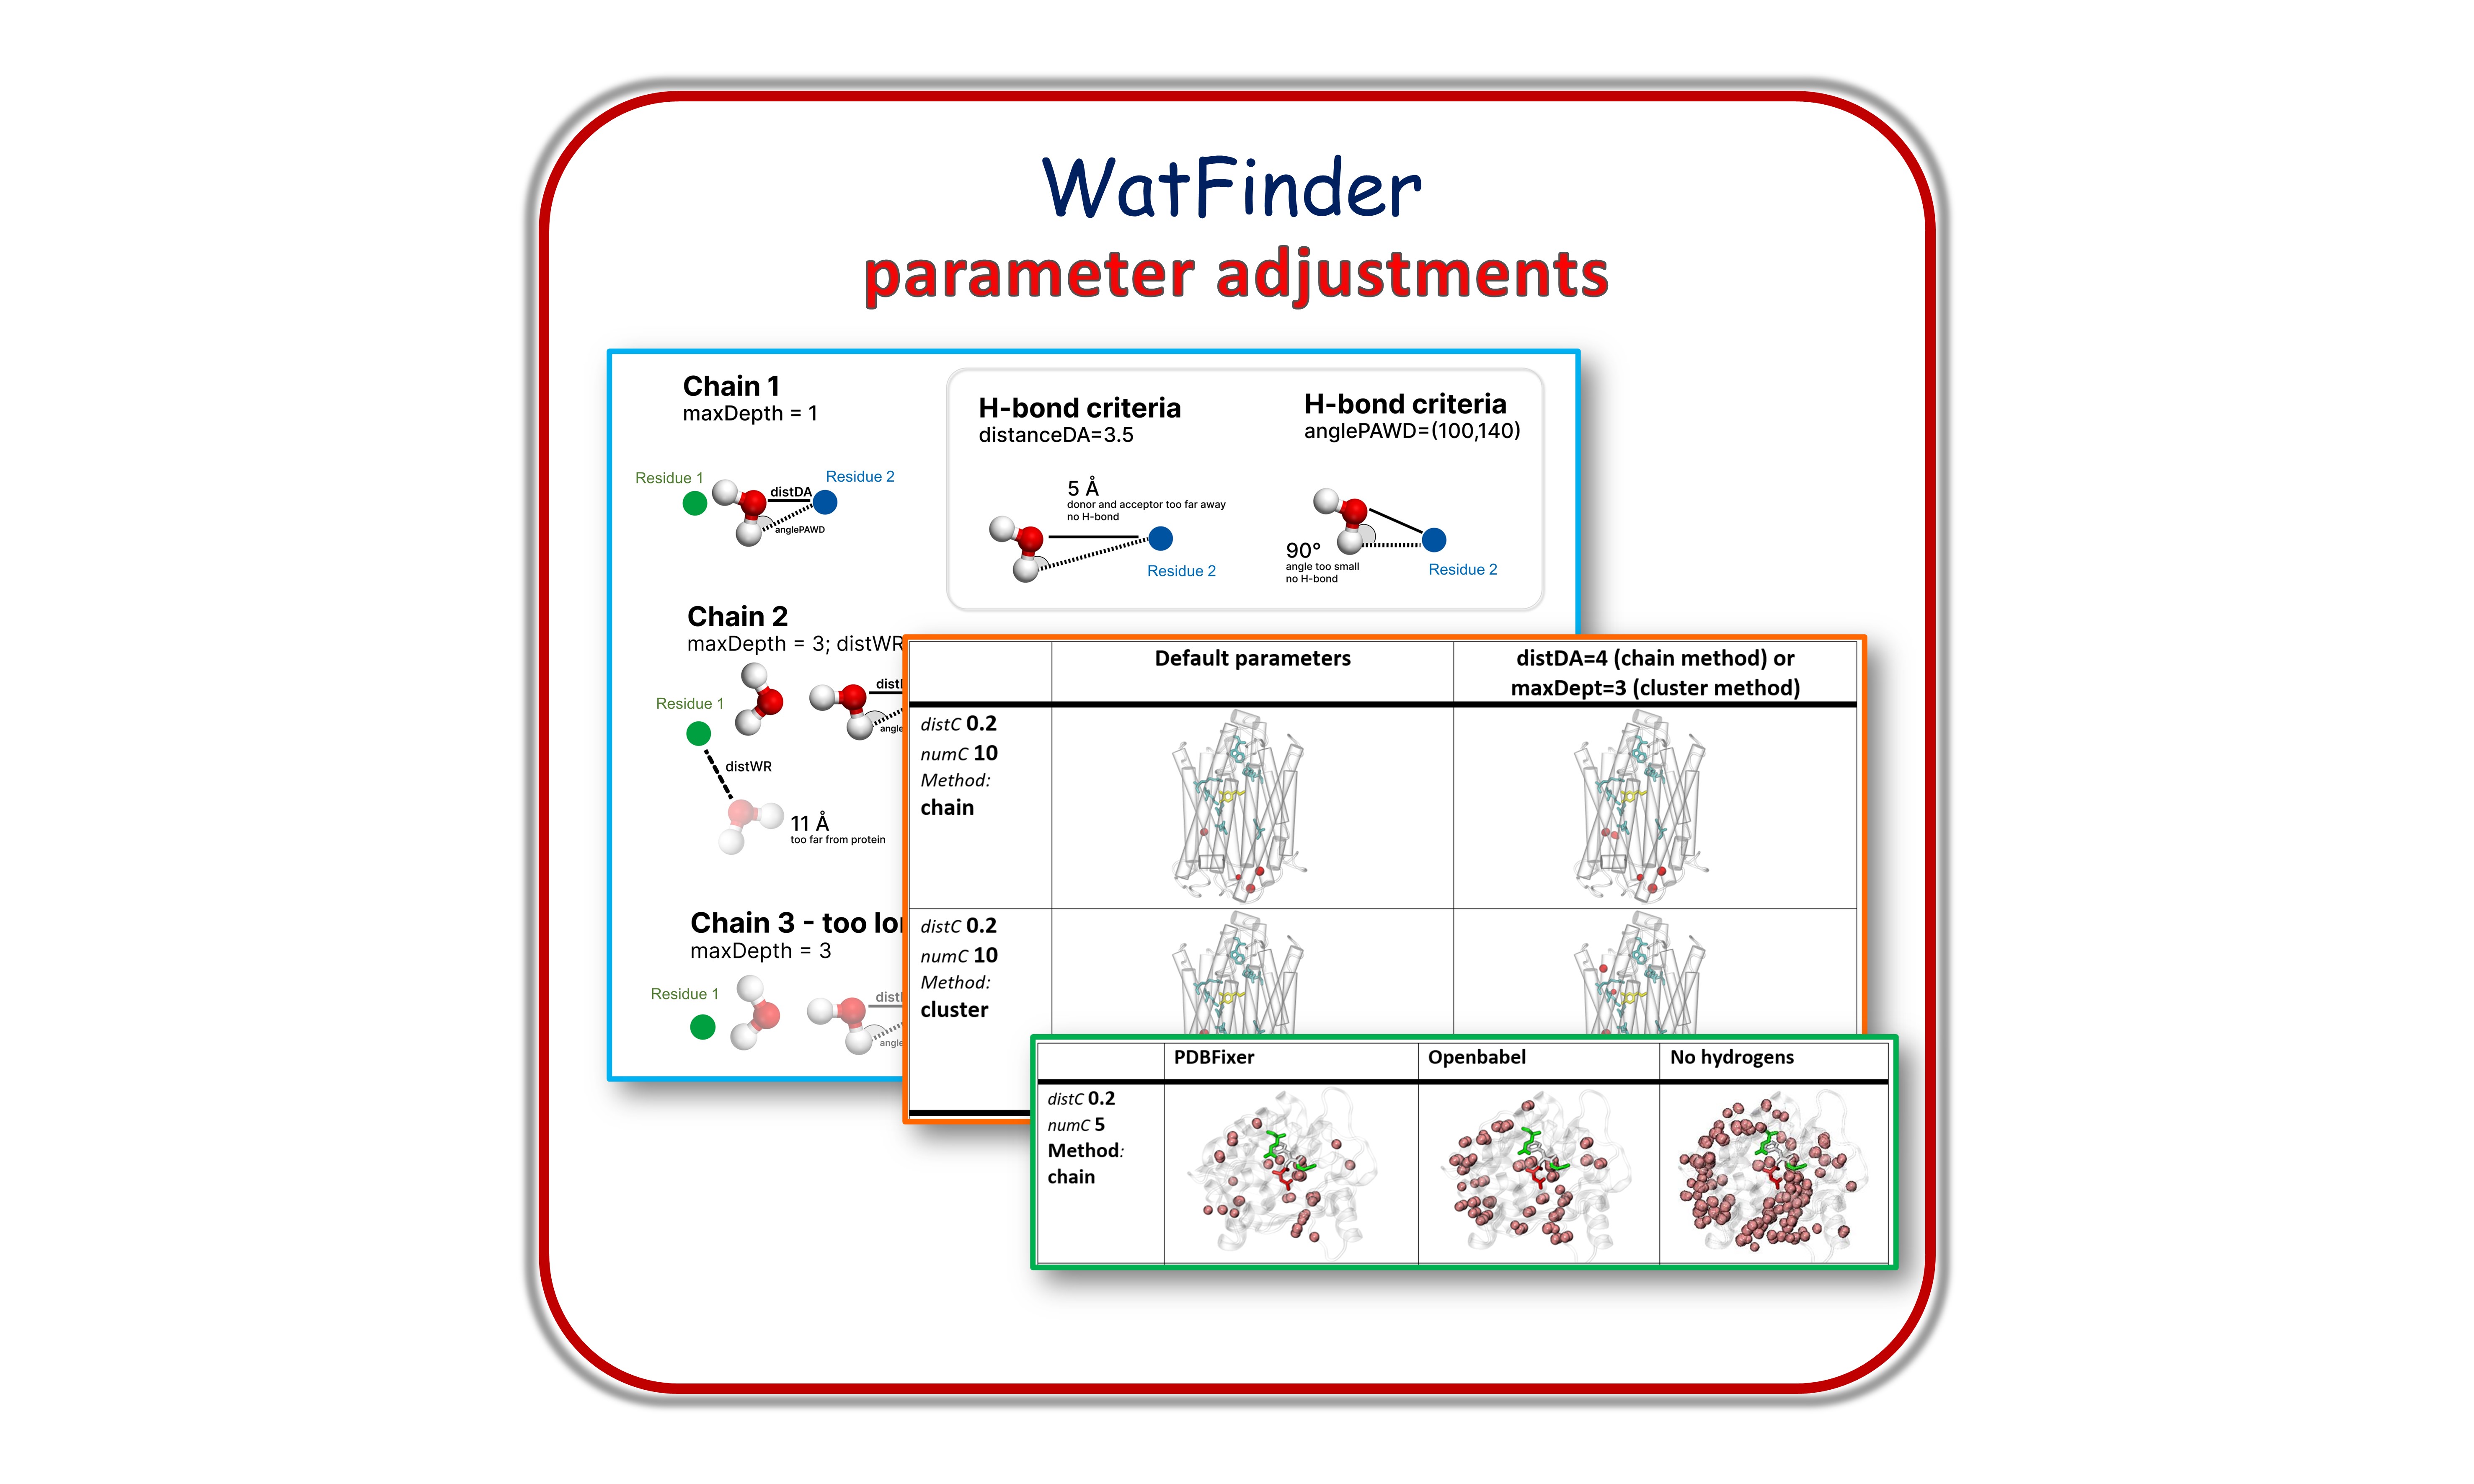 WatFinder
parameter adjustments
Chain 1
maxDepth = 1
Residue 1
distDA
Residue 2
anglePAWD
H-bond criteria
distanceDA=3.5
5 Å
donor and acceptor too far away
no H-bond
Residue 2
H-bond criteria
anglePAWD=(100,140)
90°
angle too small
no H-bond
Residue 2
Chain 2
maxDepth = 3; distWR
Residue 1
distWR
11 Å
too far from protein
Chain 3 - too
maxDepth = 3
Residue 1
Default parameters
distDA=4 (chain method) or
maxDept=3 (cluster method)
distC 0.2
numC 10
Method:
chain
distC 0.2
numC 10
Method:
cluster
PDBFixer
Openbabel
No hydrogens
distC 0.2
numC 5
Method:
chain